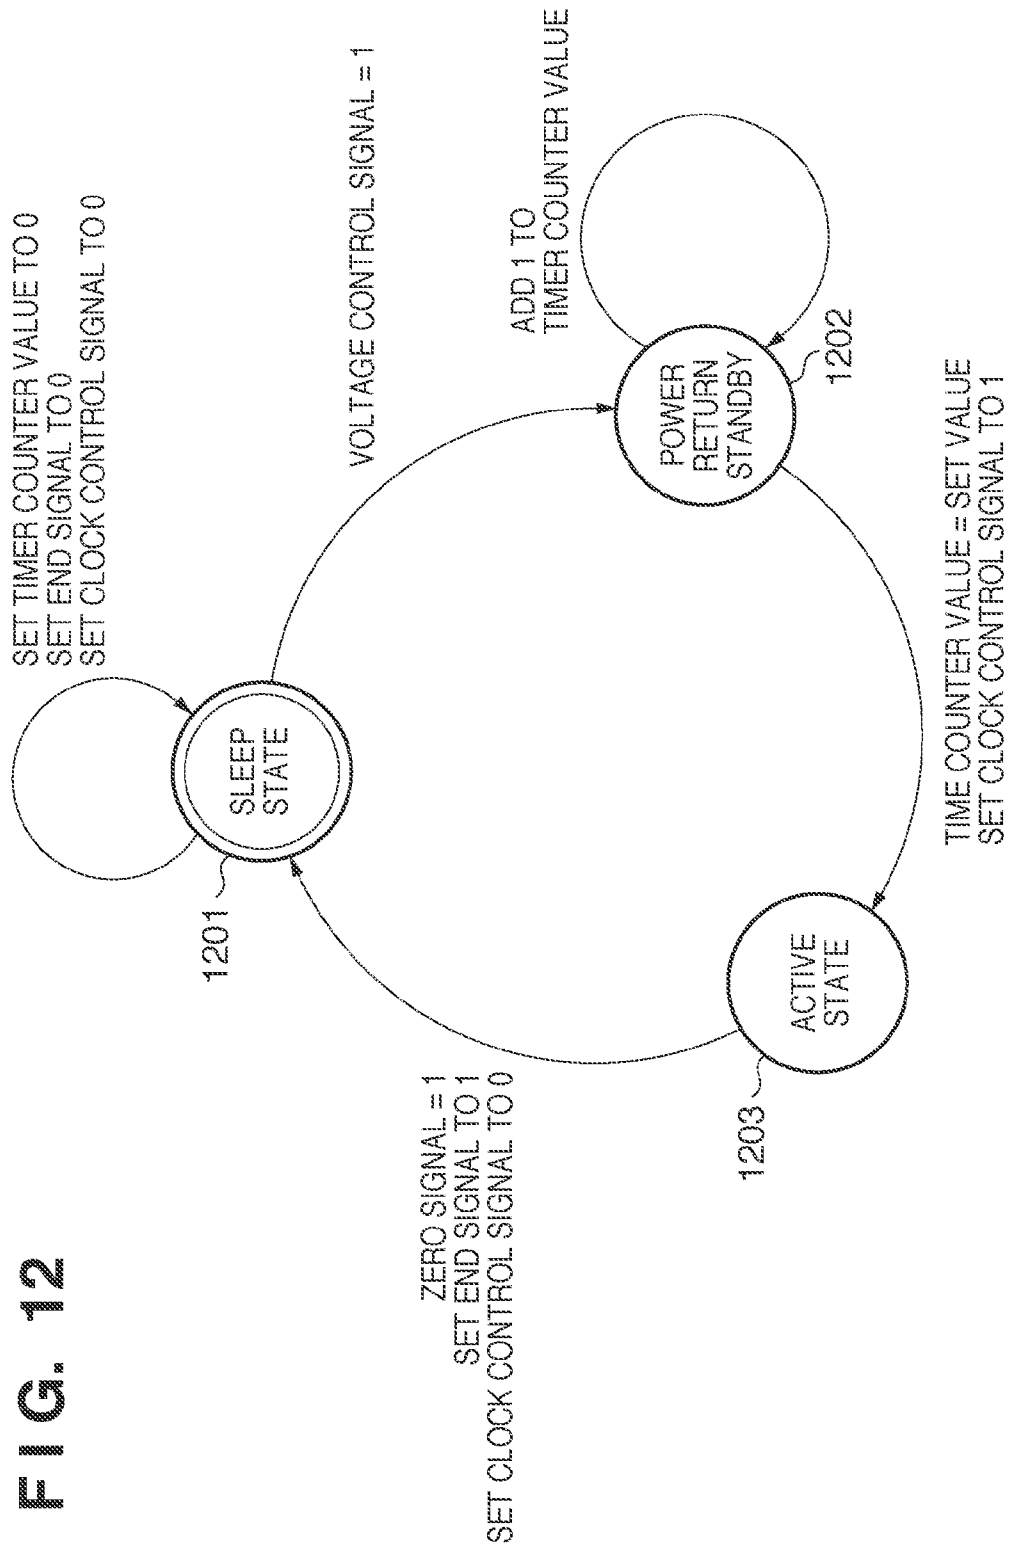 FIG. 12
SET TIMER COUNTER VALUE TO 0
SET END SIGNAL TO 0
SET CLOCK CONTROL SIGNAL TO 0
1201
SLEEP
STATE
VOLTAGE CONTROL SIGNAL = 1
ZERO SIGNAL = 1
SET END SIGNAL TO 1
SET CLOCK CONTROL SIGNAL TO 0
ADD 1 TO
TIMER COUNTER VALUE
POWER
RETURN
STANDBY
1202
1203
ACTIVE
STATE
TIME COUNTER VALUE = SET VALUE
SET CLOCK CONTROL SIGNAL TO 1